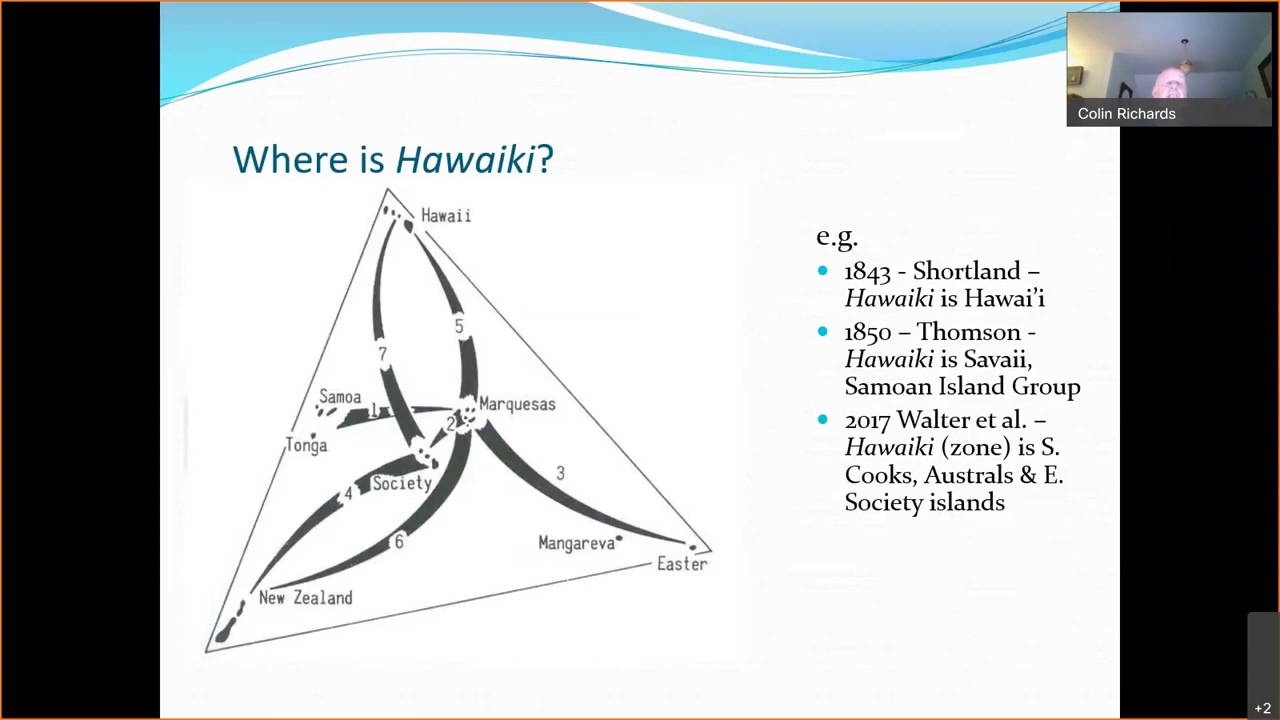 Colin Richards
Where is Hawaiki?
Hawaii
5
7
Samoa
1
Marquesas
2
Tonga
3
Society
4
6
Mangareva
Easter
New Zealand
e.g.
1843 - Shortland –
Hawaiki is Hawai’i
1850 – Thomson -
Hawaiki is Savaii,
Samoan Island Group
2017 Walter et al. –
Hawaiki (zone) is S.
Cooks, Australs & E.
Society islands
+2